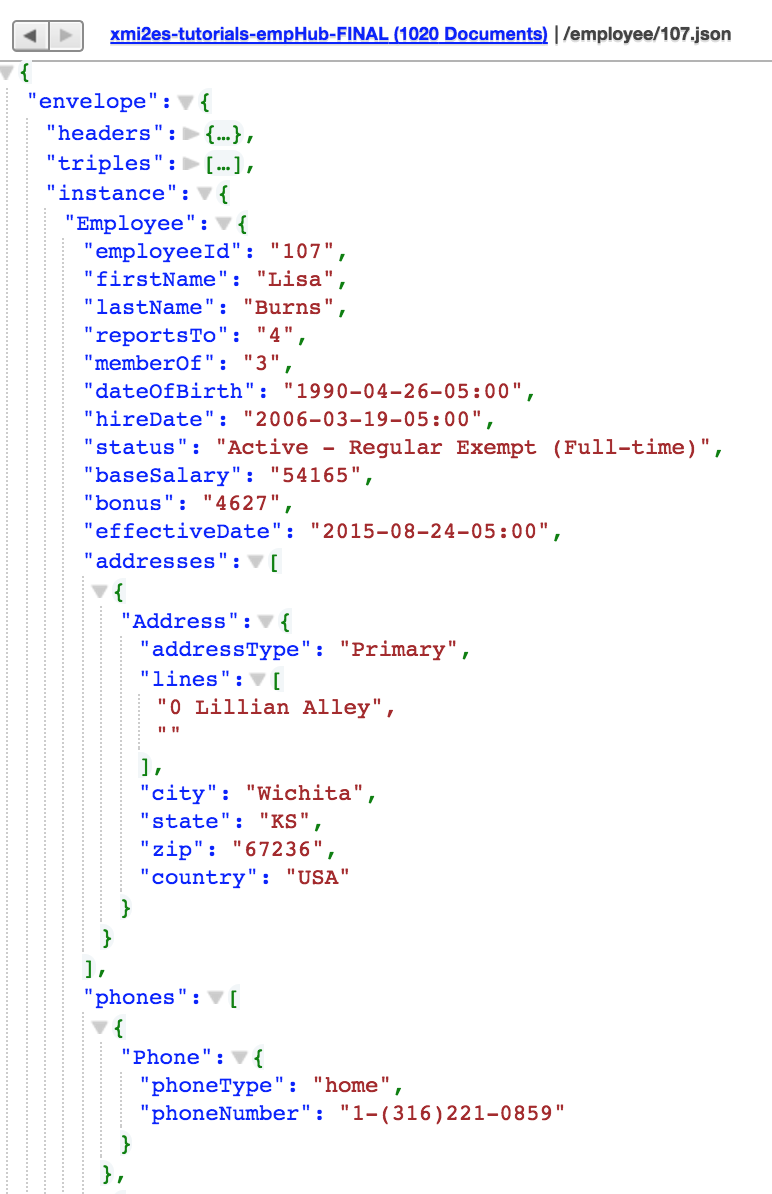 xmi2es-tutorials-empHub-FINAL (1020 Documents) | /employee/107.json
{
"envelope": {
"headers": {…},
"triples": […],
"instance": {
"Employee": {
"employeeId": "107",
"firstName": "Lisa",
"lastName": "Burns",
"reportsTo": "4",
"memberOf": "3",
"dateOfBirth": "1990-04-26-05:00",
"hireDate": "2006-03-19-05:00",
"status": "Active - Regular Exempt (Full-time)",
"baseSalary": "54165",
"bonus": "4627",
"effectiveDate": "2015-08-24-05:00",
"addresses": [
{
"Address": {
"addressType": "Primary",
"lines": [
"0 Lillian Alley",
""
],
"city": "Wichita",
"state": "KS",
"zip": "67236",
"country": "USA"
}
}
],
"phones": [
{
"Phone": {
"phoneType": "home",
"phoneNumber": "1-(316)221-0859"
}
},